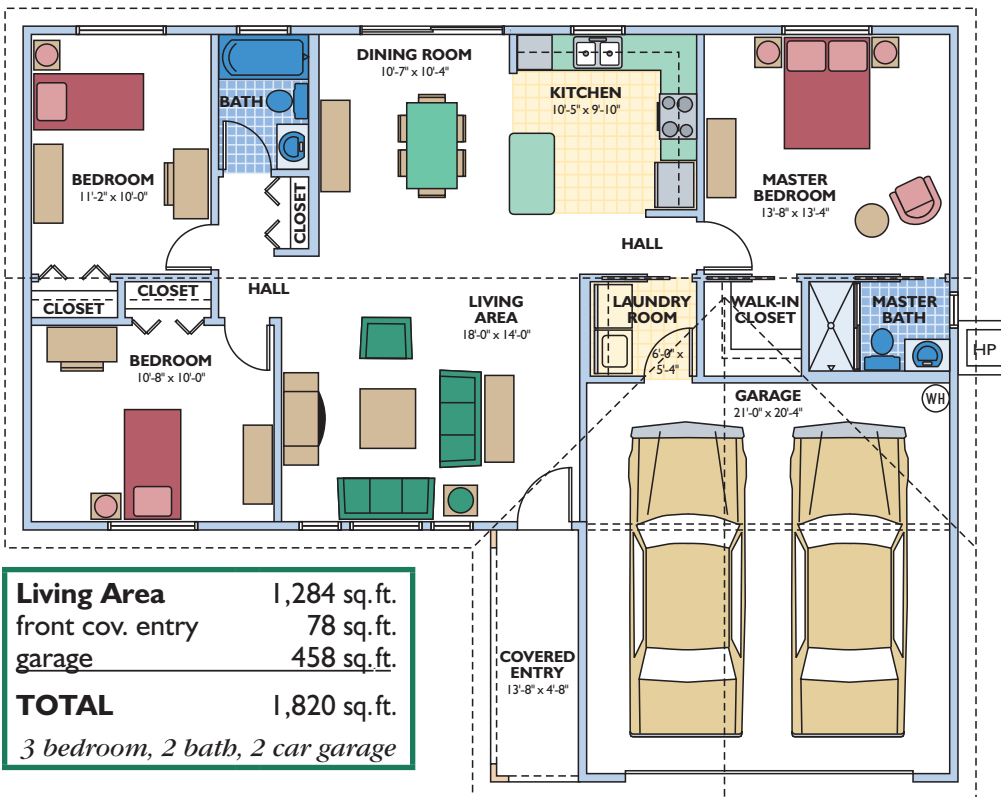 DINING ROOM
10'-7" x 10'-4"
KITCHEN
10'-5" x 9'-10"
BATH
BEDROOM
11'-2" x 10'-0"
CLOSET
MASTER
BEDROOM
13'-8" x 13'-4"
HALL
CLOSET
CLOSET
HALL
LIVING
AREA
18'-0" x 14'-0"
LAUNDRY
ROOM
6'-0" x
5'-4"
WALK-IN
CLOSET
MASTER
BATH
HP
BEDROOM
10'-8" x 10'-0"
GARAGE
21'-0" x 20'-4"
WH
COVERED
ENTRY
13'-8" x 4'-8"
Living Area 1,284 sq.ft.
front cov. entry 78 sq.ft.
garage 458 sq.ft.
TOTAL 1,820 sq.ft.
3 bedroom, 2 bath, 2 car garage